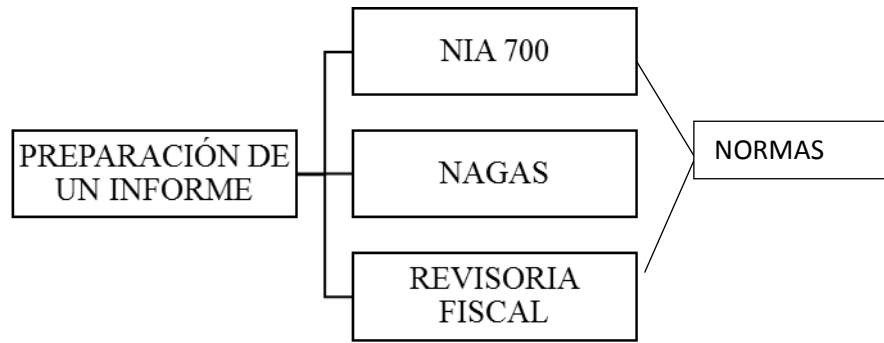 NIA 700
PREPARACIÓN DE
UN INFORME
NAGAS
NORMAS
REVISORIA
FISCAL